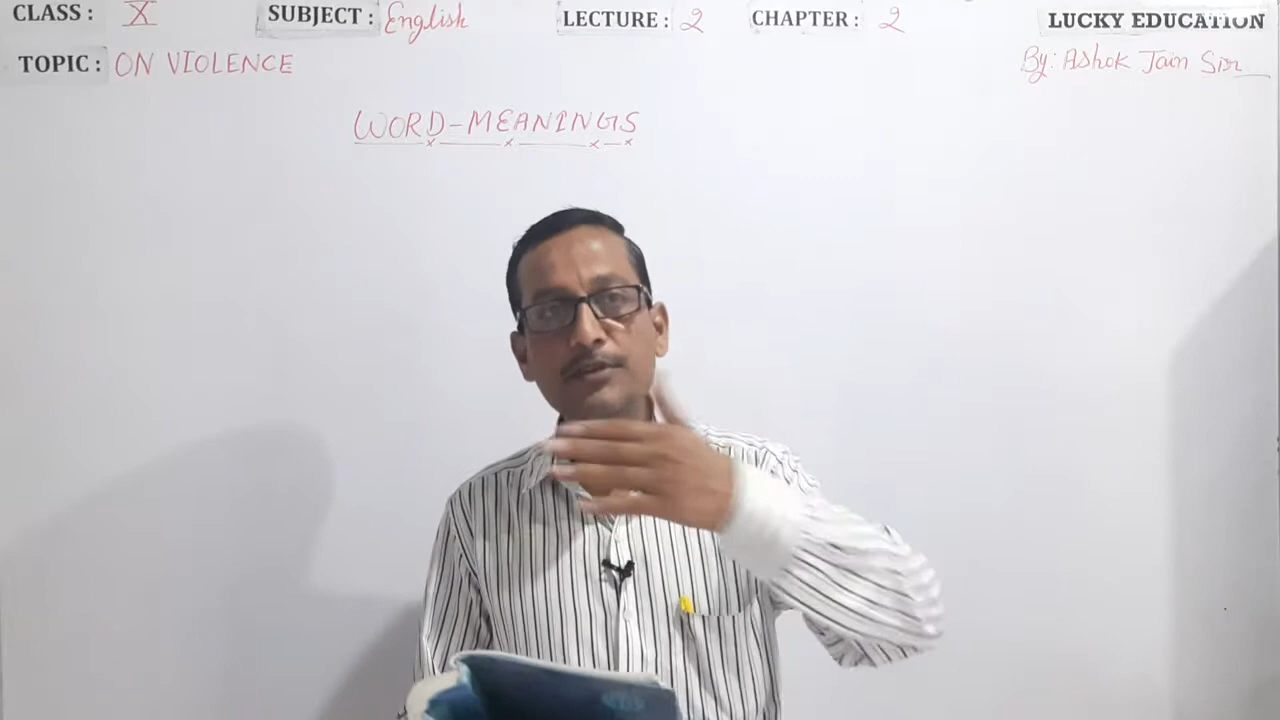 CLASS : X SUBJECT : English LECTURE : 2 CHAPTER : 2 LUCKY EDUCATION
TOPIC : ON VIOLENCE By: Ashok Jain Sir
WORD-MEANINGS